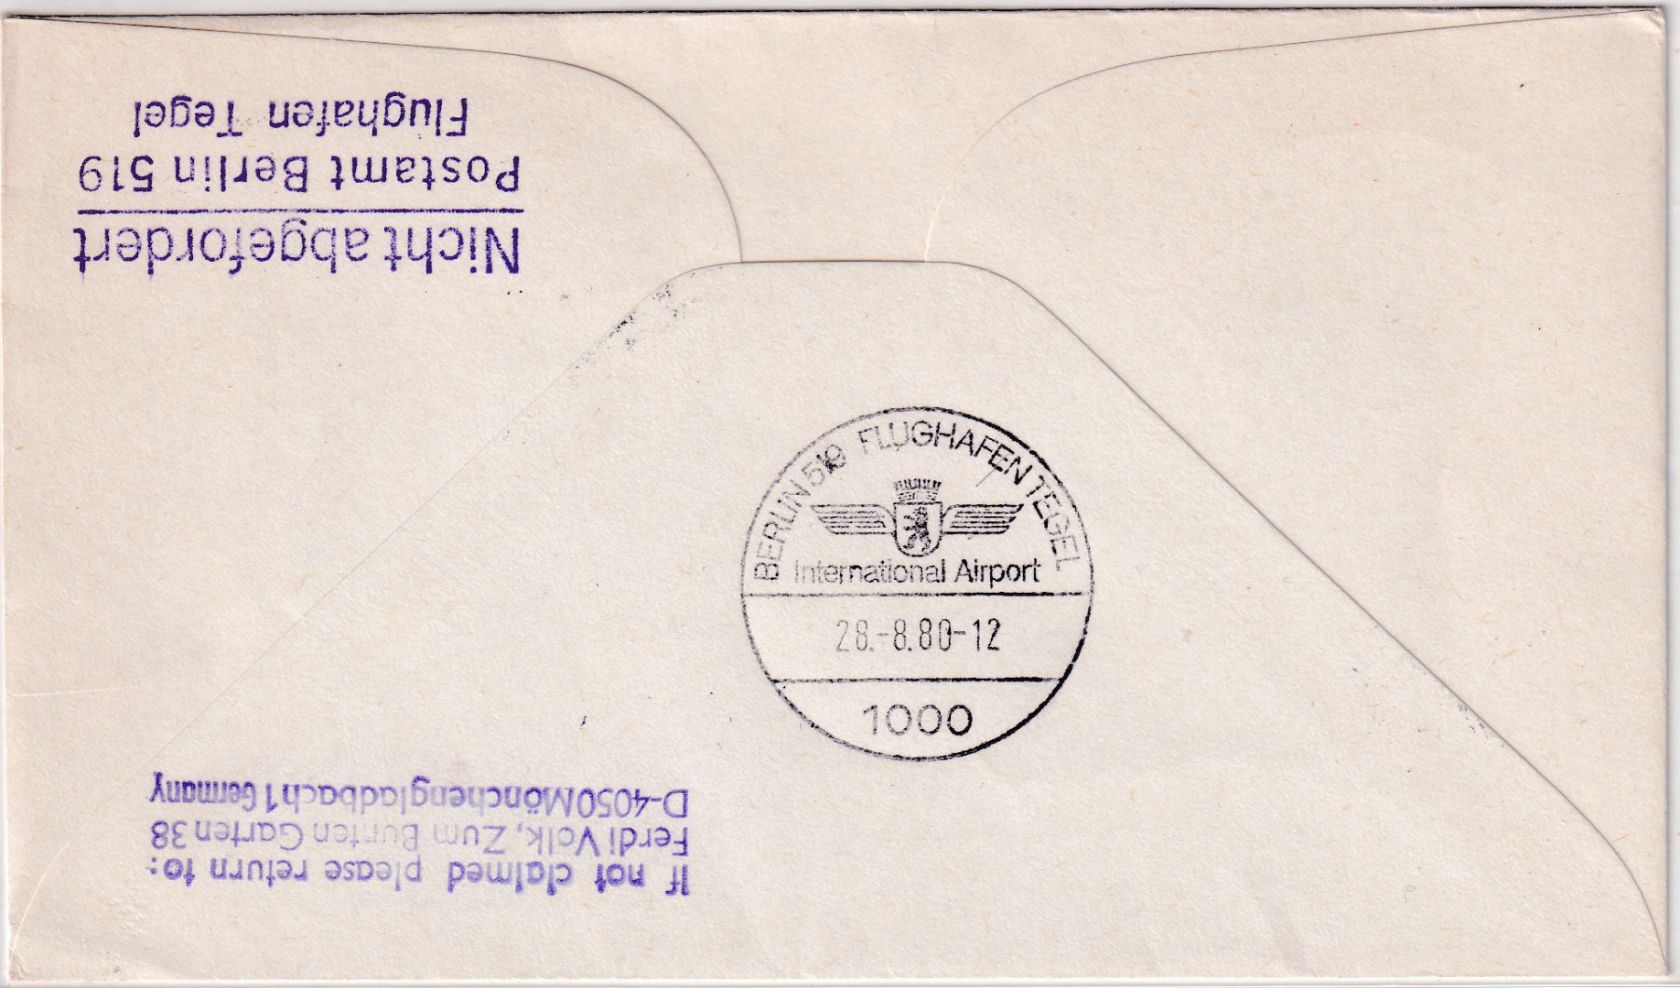 Nicht abgefordert
Postamt Berlin 519
Flughafen Tegel
BERLIN 519 FLUGHAFEN TEGEL
International Airport
28.-8.80-12
1000
If not claimed please return to:
Ferdi Volk, Zum Bunten Garten 38
D-4050 Mönchengladbach 1 Germany